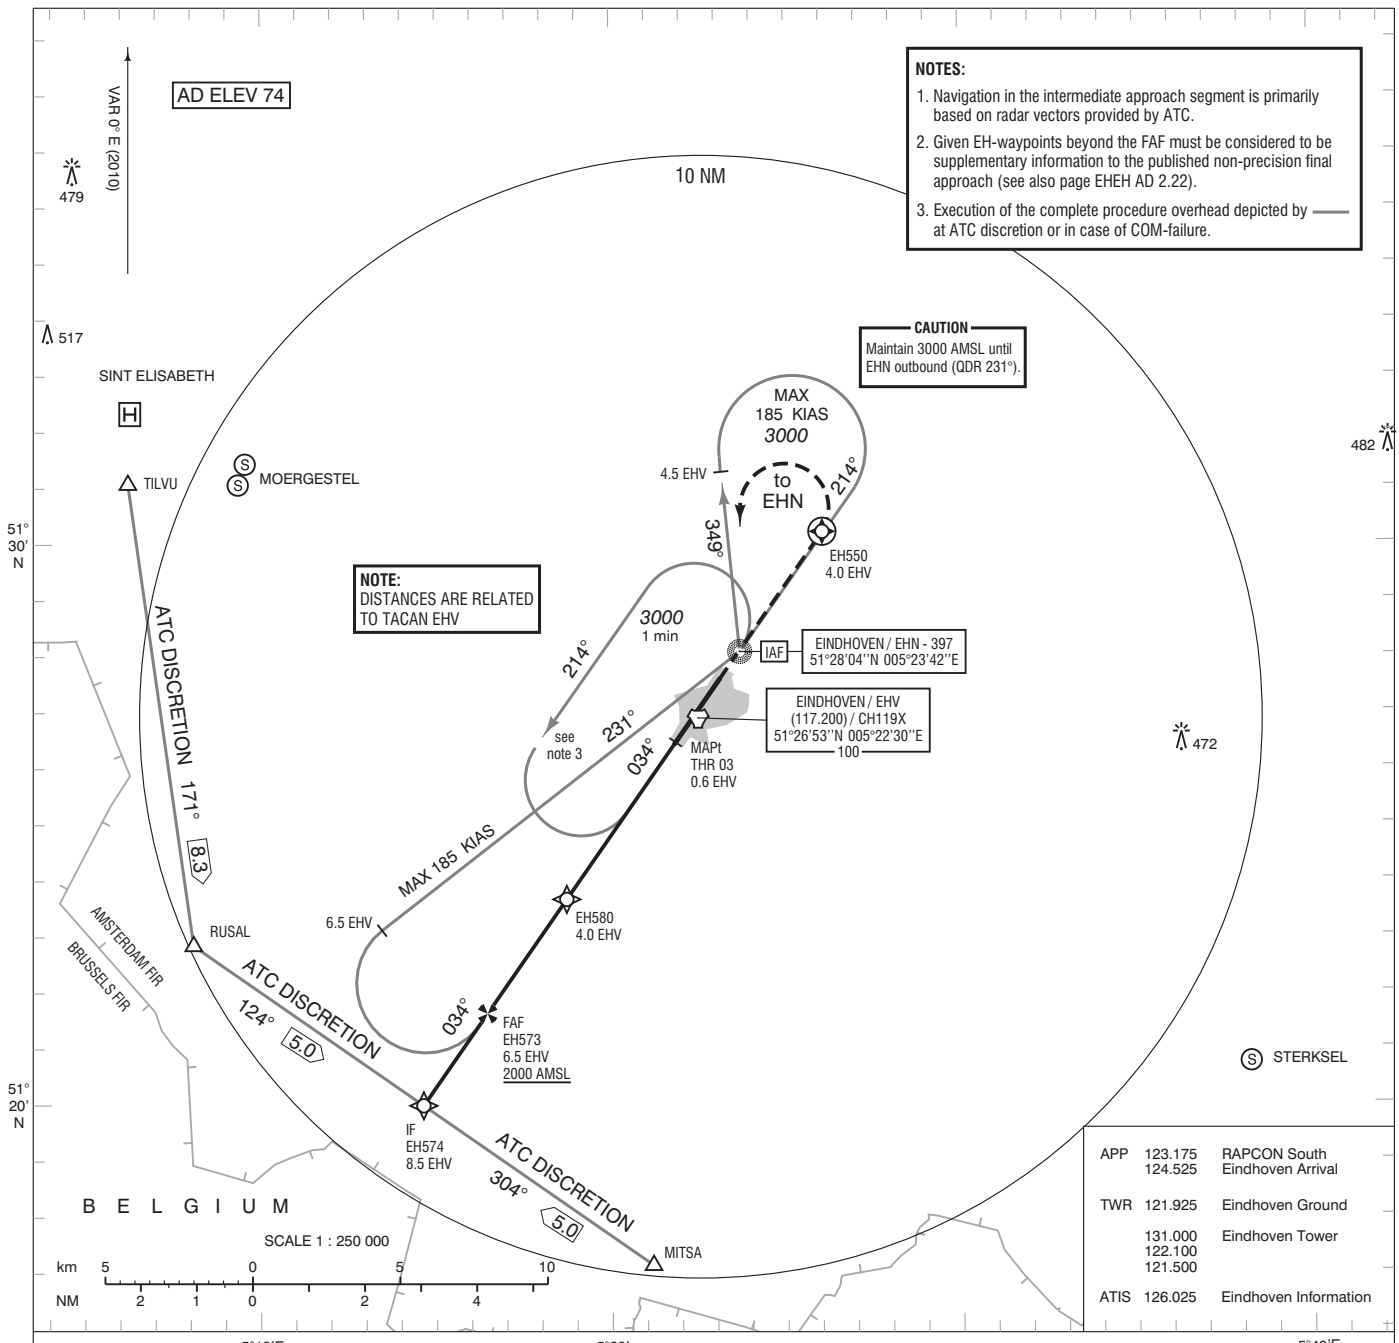 AD ELEV 74
VAR 0° E (2010)
NOTES:
1. Navigation in the intermediate approach segment is primarily
based on radar vectors provided by ATC.
2. Given EH-waypoints beyond the FAF must be considered to be
supplementary information to the published non-precision final
approach (see also page EHEH AD 2.22).
3. Execution of the complete procedure overhead depicted by
at ATC discretion or in case of COM-failure.
10 NM
479
517
CAUTION
Maintain 3000 AMSL until
EHN outbound (QDR 231°).
SINT ELISABETH
H
MAX
185 KIAS
3000
482
4.5 EHV
to
EHN
214°
TILVU
S
S
MOERGESTEL
349°
51°
30'
N
EH550
4.0 EHV
NOTE:
DISTANCES ARE RELATED
TO TACAN EHV
3000
1 min
214°
IAF
EINDHOVEN / EHN - 397
51°28'04''N 005°23'42''E
ATC DISCRETION 171°
8.3
231°
034°
see
note 3
EINDHOVEN / EHV
(117.200) / CH119X
51°26'53''N 005°22'30''E
100
MAPt
THR 03
0.6 EHV
472
MAX 185 KIAS
6.5 EHV
EH580
4.0 EHV
RUSAL
AMSTERDAM FIR
BRUSSELS FIR
ATC DISCRETION
124°
5.0
034°
FAF
EH573
6.5 EHV
2000 AMSL
S
STERKSEL
51°
20'
N
IF
EH574
8.5 EHV
ATC DISCRETION
304°
5.0
MITSA
BELGIUM
SCALE 1 : 250 000
km 5 0 5 10
NM 2 1 0 2 4
APP 123.175 RAPCON South
124.525 Eindhoven Arrival
TWR 121.925 Eindhoven Ground
131.000 Eindhoven Tower
122.100
121.500
ATIS 126.025 Eindhoven Information